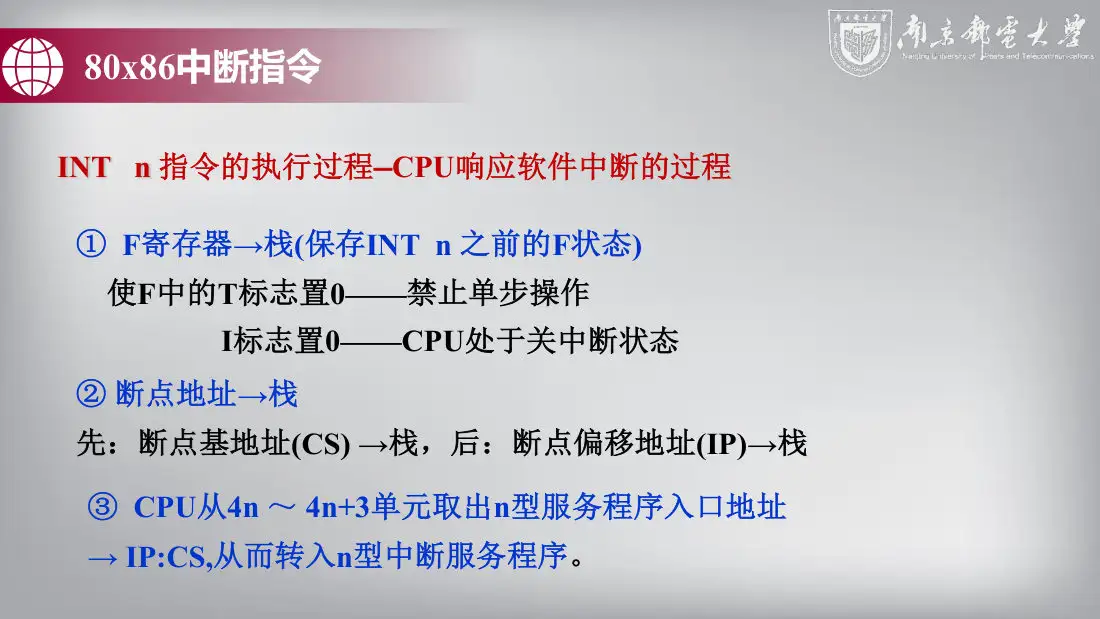 80x86中断指令
南京邮电大学
Nanjing University of Posts and Telecommunications
INT n 指令的执行过程–CPU响应软件中断的过程
① F寄存器→栈(保存INT n 之前的F状态)
使F中的T标志置0——禁止单步操作
I标志置0——CPU处于关中断状态
② 断点地址→栈
先：断点基地址(CS) →栈，后：断点偏移地址(IP)→栈
③ CPU从4n ～ 4n+3单元取出n型服务程序入口地址
→ IP:CS,从而转入n型中断服务程序。